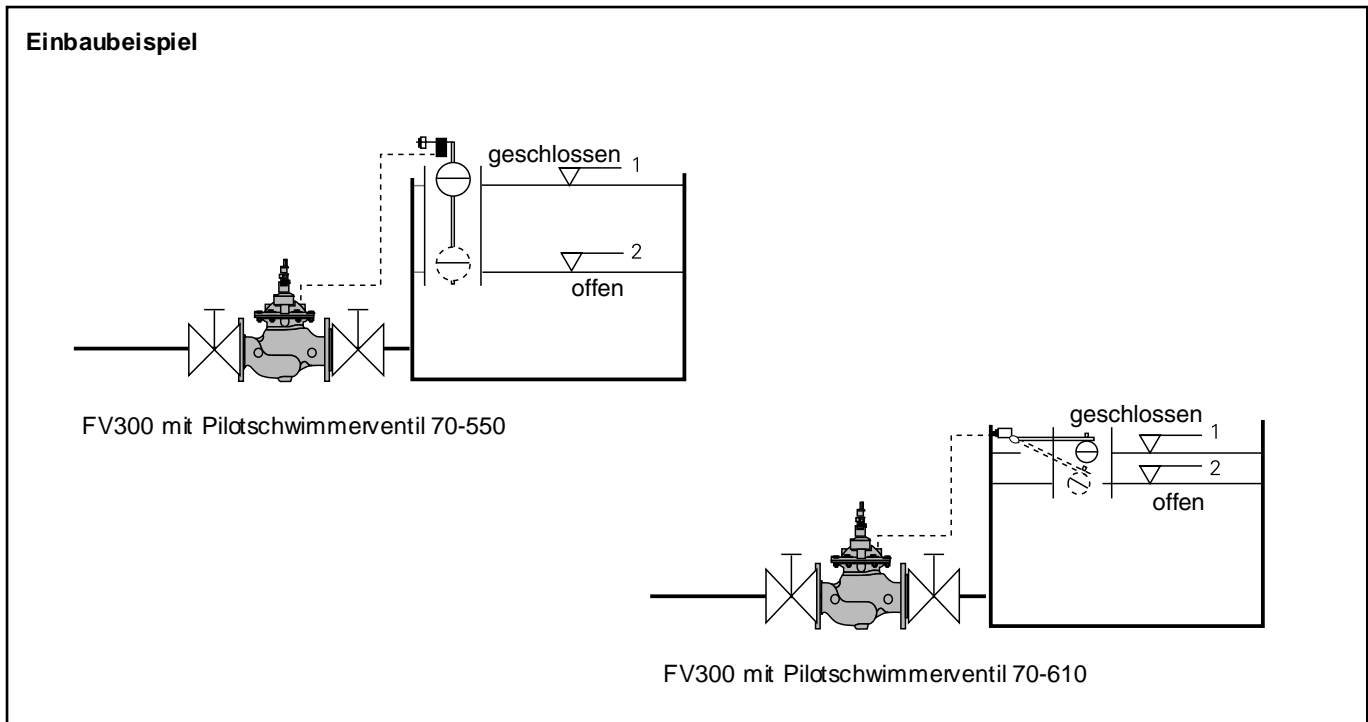 Einbaubeispiel
geschlossen 1
2
offen
FV300 mit Pilotschwimmerventil 70-550
geschlossen
1
2
offen
FV300 mit Pilotschwimmerventil 70-610